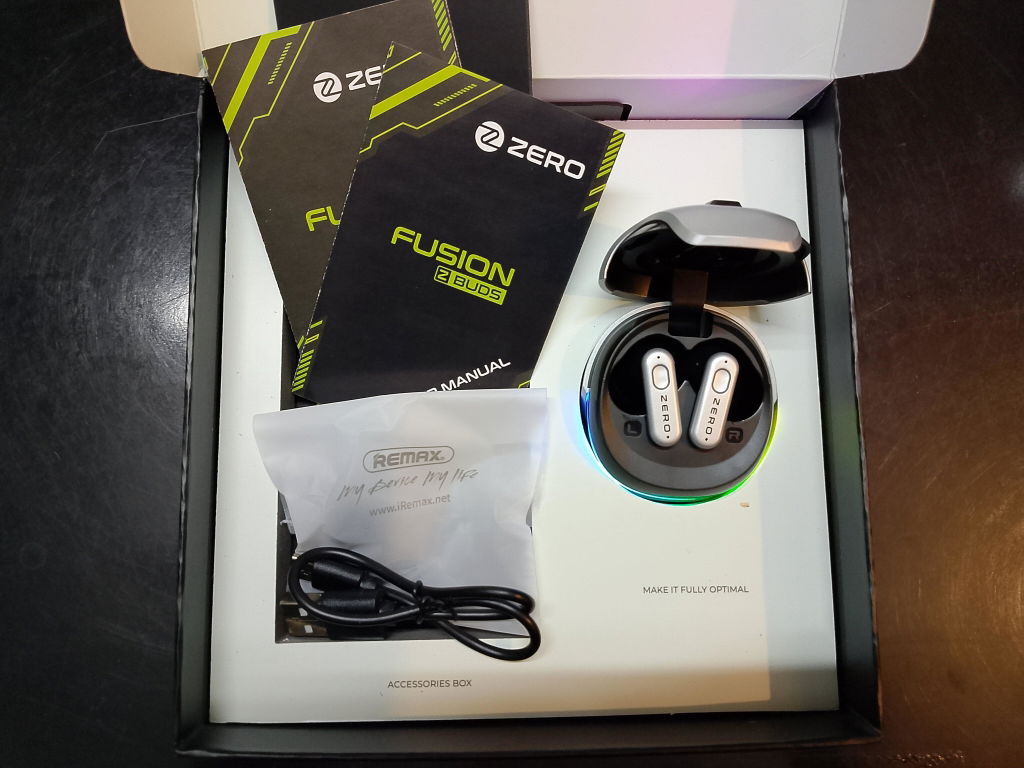 ZE
FU
ZERO
FUSION
Z BUDS
MANUAL
REMAX
My Device My life
www.iRemax.net
ZERO
ZERO
L
R
MAKE IT FULLY OPTIMAL
ACCESSORIES BOX